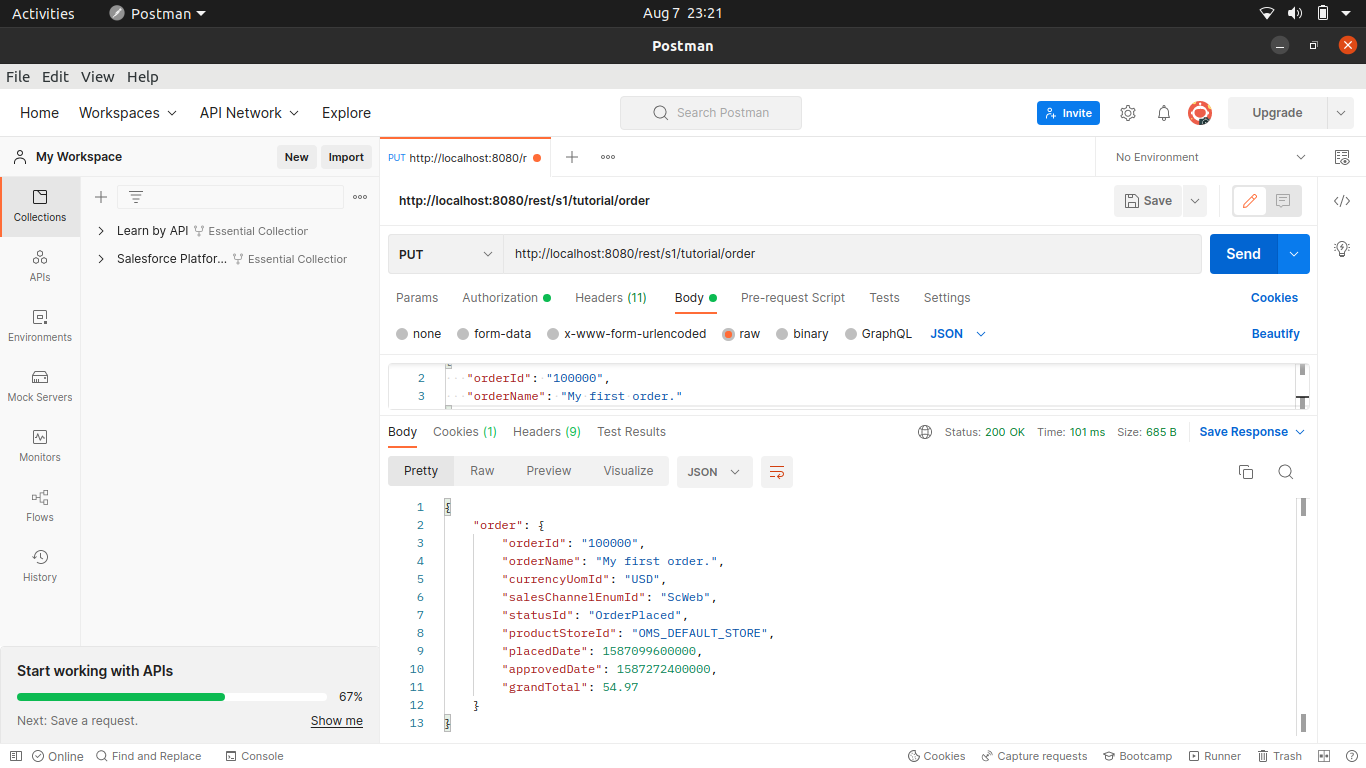 Activities Postman Aug 7 23:21
Postman
File Edit View Help
Home Workspaces API Network Explore Search Postman Invite Upgrade
My Workspace New Import PUT http://localhost:8080/r No Environment
Collections
APIs
Environments
Mock Servers
Monitors
Flows
History
Learn by API Essential Collection
Salesforce Platfor... Essential Collection
Start working with APIs
67%
Next: Save a request. Show me
http://localhost:8080/rest/s1/tutorial/order Save
PUT http://localhost:8080/rest/s1/tutorial/order Send
Params Authorization Headers (11) Body Pre-request Script Tests Settings Cookies
none form-data x-www-form-urlencoded raw binary GraphQL JSON Beautify
2 "orderId": "100000",
3 "orderName": "My first order."
Body Cookies (1) Headers (9) Test Results Status: 200 OK Time: 101 ms Size: 685 B Save Response
Pretty Raw Preview Visualize JSON
1 {
2 "order": {
3 "orderId": "100000",
4 "orderName": "My first order.",
5 "currencyUomId": "USD",
6 "salesChannelEnumId": "ScWeb",
7 "statusId": "OrderPlaced",
8 "productStoreId": "OMS_DEFAULT_STORE",
9 "placedDate": 1587099600000,
10 "approvedDate": 1587272400000,
11 "grandTotal": 54.97
12 }
13 }
Online Find and Replace Console Cookies Capture requests Bootcamp Runner Trash